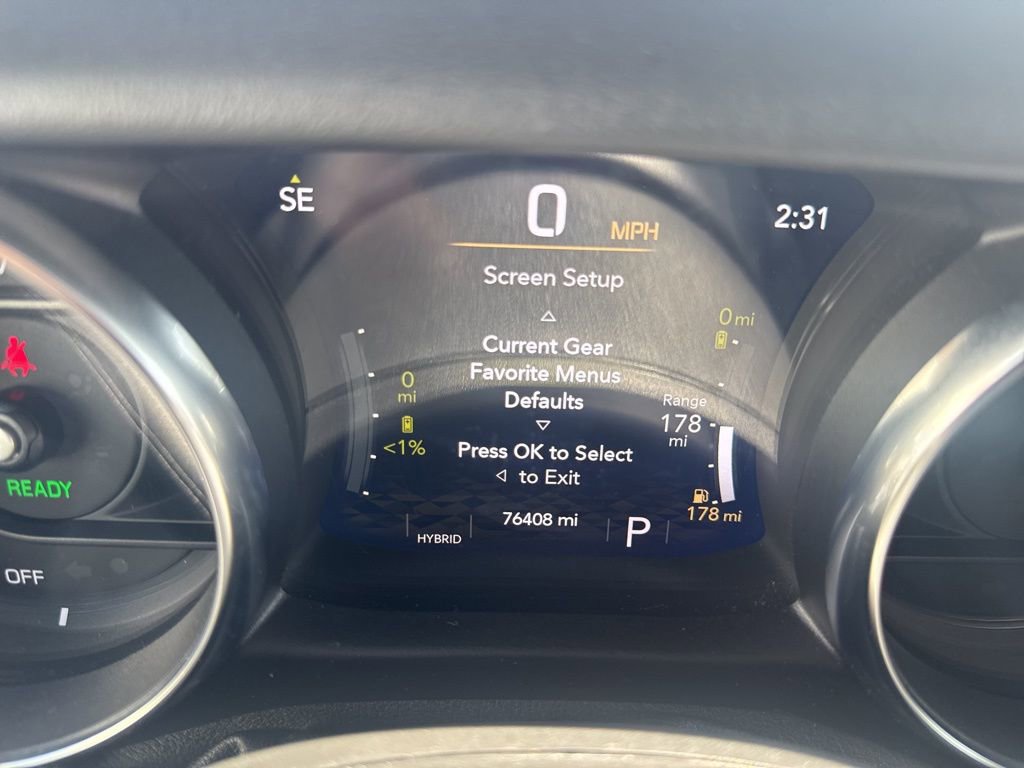 SE
0
MPH
2:31
Screen Setup
0 mi
Current Gear
Favorite Menus
Defaults
0
mi
<1%
Range
178
mi
Press OK to Select
to Exit
READY
76408 mi
HYBRID
P
178 mi
OFF